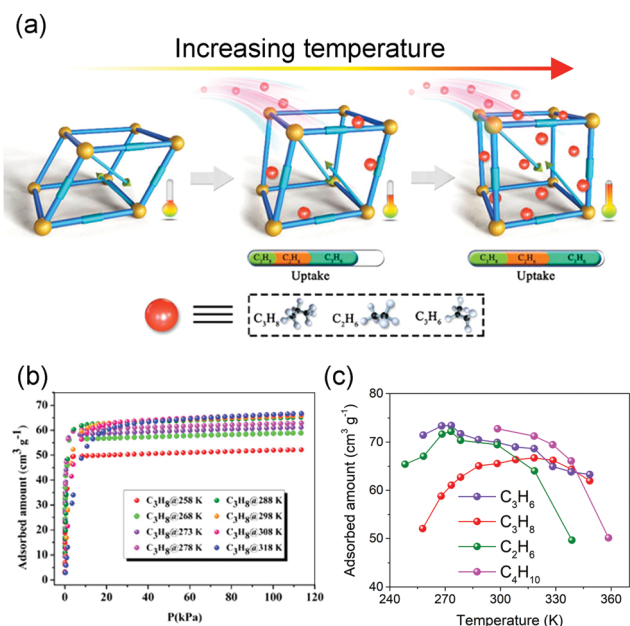 (a)
Increasing temperature
C₃H₈ C₂H₆ C₃H₆
Uptake
C₃H₈ C₂H₆ C₃H₆
Uptake
C₃H₈ C₂H₆ C₃H₆
(b)
Adsorbed amount (cm³ g⁻¹)
70
60
50
40
30
20
10
0
C₃H₈@258 K C₃H₈@288 K
C₃H₈@268 K C₃H₈@298 K
C₃H₈@273 K C₃H₈@308 K
C₃H₈@278 K C₃H₈@318 K
0 20 40 60 80 100 120
P(kPa)
(c)
Adsorbed amount (cm³ g⁻¹)
80
70
60
50
40
C₃H₆
C₃H₈
C₂H₆
C₄H₁₀
240 270 300 330 360
Temperature (K)